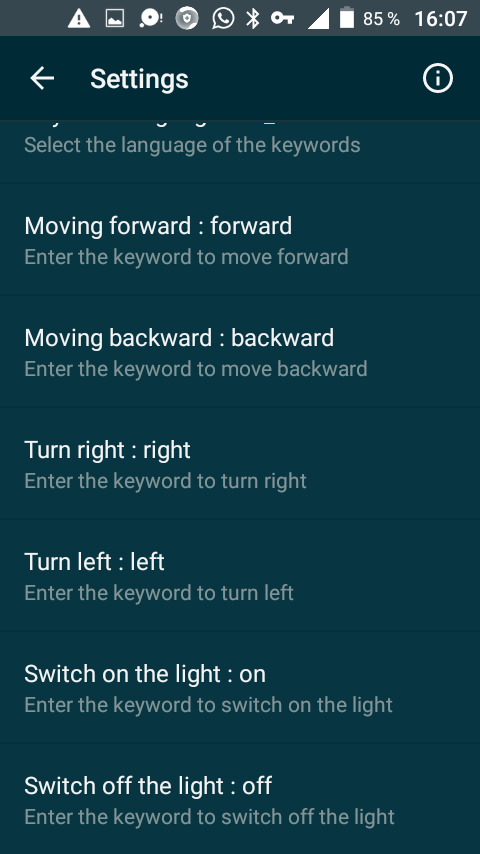 85 % 16:07
Settings
Select the language of the keywords
Moving forward : forward
Enter the keyword to move forward
Moving backward : backward
Enter the keyword to move backward
Turn right : right
Enter the keyword to turn right
Turn left : left
Enter the keyword to turn left
Switch on the light : on
Enter the keyword to switch on the light
Switch off the light : off
Enter the keyword to switch off the light